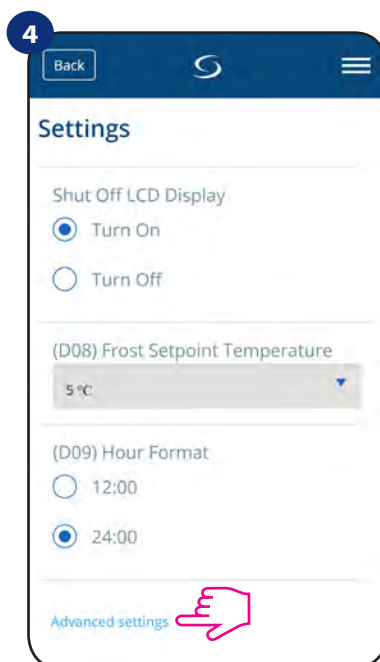 4
Back
Settings
Shut Off LCD Display
Turn On
Turn Off
(D08) Frost Setpoint Temperature
5 °C
(D09) Hour Format
12:00
24:00
Advanced settings